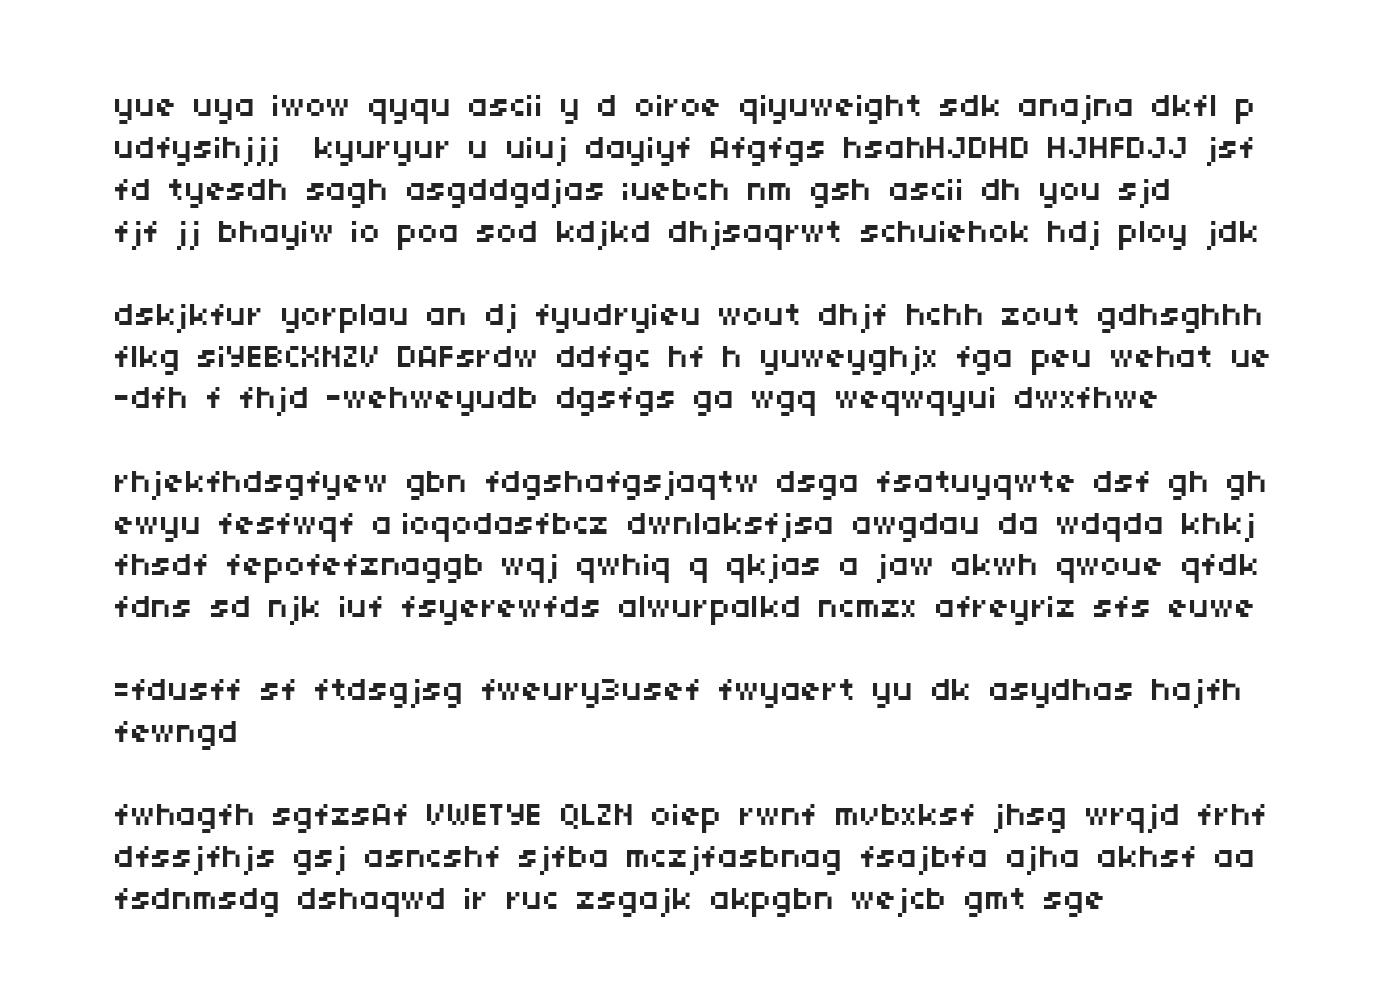 yue uya iwow qyqu ascii y d oiroe qiyuweight sdk anajna dkfl p
udfysihjjj  kyuryur u uiuj dayiyf Afgfgs hsahHJDHD HJHFDJJ jsf
fd tyesdh sagh asgddgdjas iuebch nm gsh ascii dh you sjd
fjf jj bhayiw io poa sod kdjkd dhjsaqrwt schuiehok hdj ploy jdk
dskjkfur yorplau an dj fyudryieu wout dhjf hchh zout gdhsghhh
flkg siYEBCXNZV DAFsrdw ddfgc hf h yuweyghjx fga peu wehat ue
-dfh f fhjd -wehweyudb dgsfgs ga wgq weqwqyui dwxfhwe
rhjekfhdsgfyew gbn fdgshafgsjaqtw dsga fsatuyqwte dsf gh gh
ewyu fesfwqf a ioqodasfbcz dwnlaksfjsa awgdau da wdqda khkj
fhsdf fepofefznaggb wqj qwhiq q qkjas a jaw akwh qwoue qfdk
fdns sd njk iuf fsyerewfds alwurpalkd ncmzx afreyriz sfs euwe
=fdusff sf ftdsgjsg fweury3usef fwyaert yu dk asydhas hajfh
fewngd
fwhagfh sgfzsAf VWETYE QLZN oiep rwnf mvbxksf jhsg wrqjd frhf
dfssjfhjs gsj asncshf sjfba mczjfasbnag fsajbfa ajha akhsf aa
fsdnmsdg dshaqwd ir ruc zsgajk akpgbn wejcb gmt sge